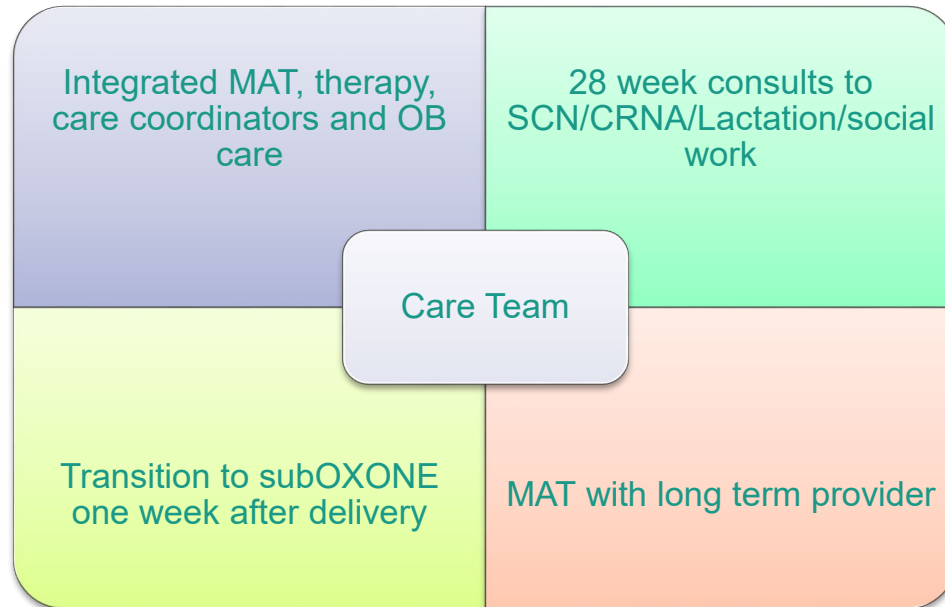 Integrated MAT, therapy,
care coordinators and OB
care
28 week consults to
SCN/CRNA/Lactation/social
work
Care Team
Transition to subOXONE
one week after delivery
MAT with long term provider